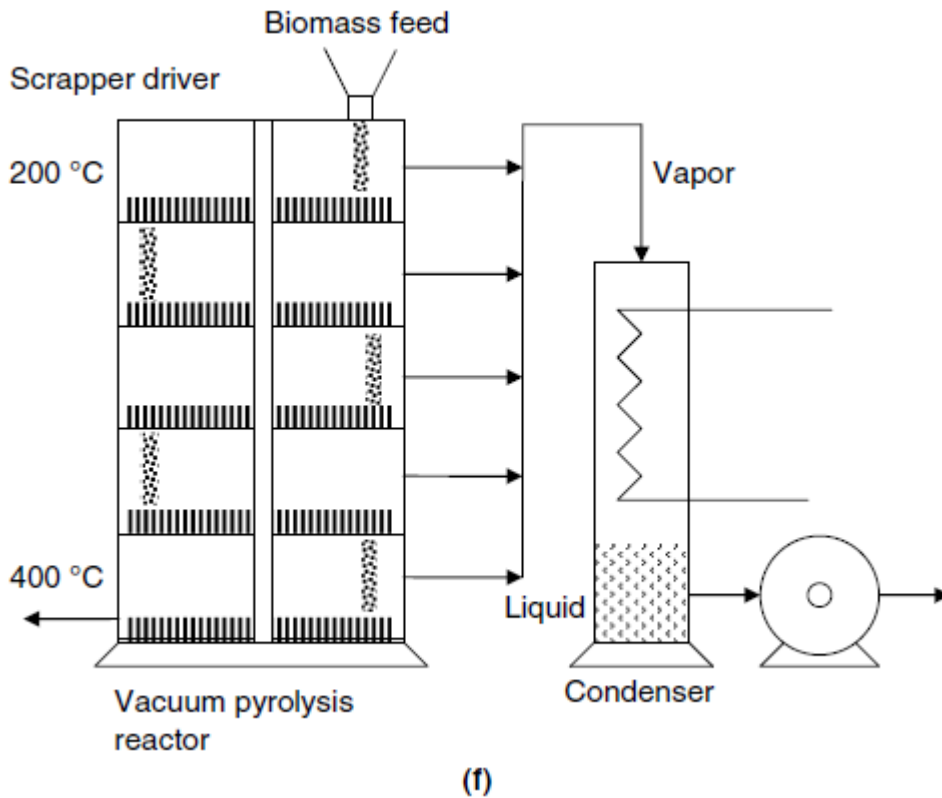 Biomass feed
Scrapper driver
200 °C
Vapor
400 °C
Liquid
Condenser
Vacuum pyrolysis
reactor
(f)